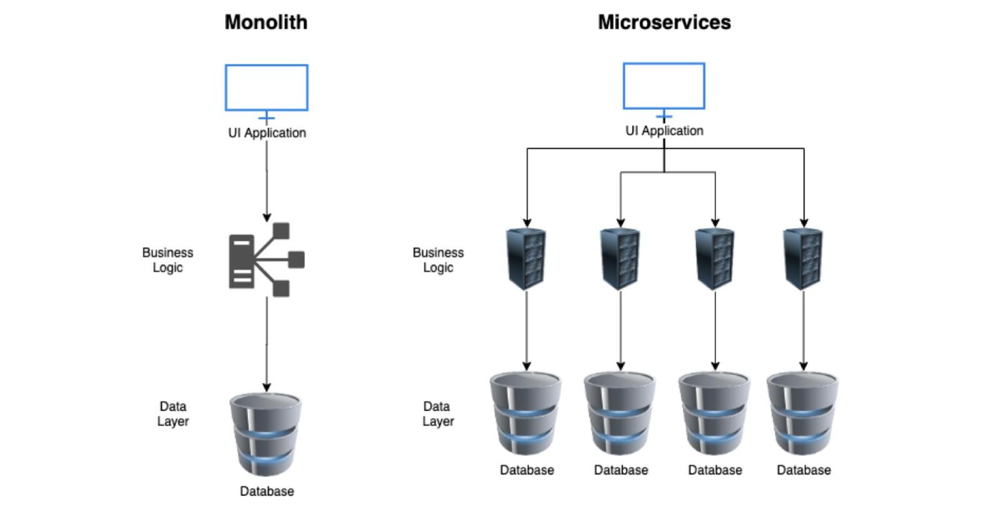 Monolith
UI Application
Business
Logic
Data
Layer
Database
Microservices
UI Application
Business
Logic
Data
Layer
Database
Database
Database
Database